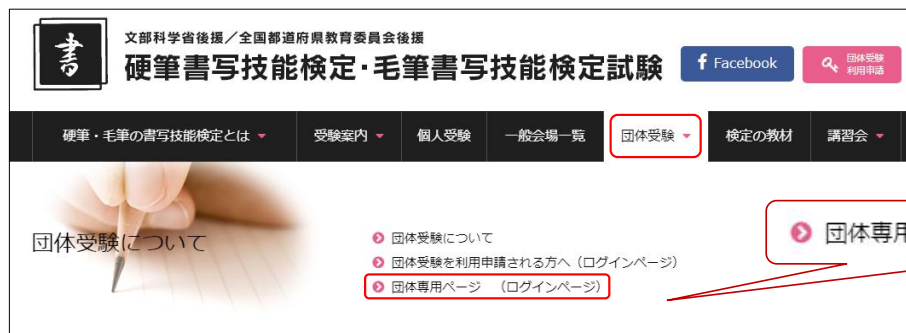 書
文部科学省後援／全国都道府県教育委員会後援
硬筆書写技能検定・毛筆書写技能検定試験
f Facebook
団体受験
利用申請
硬筆・毛筆の書写技能検定とは
受験案内
個人受験
一般会場一覧
団体受験
検定の教材
講習会
団体受験について
団体受験について
団体受験を利用申請される方へ（ログインページ）
団体専用ページ　（ログインページ）
団体専用